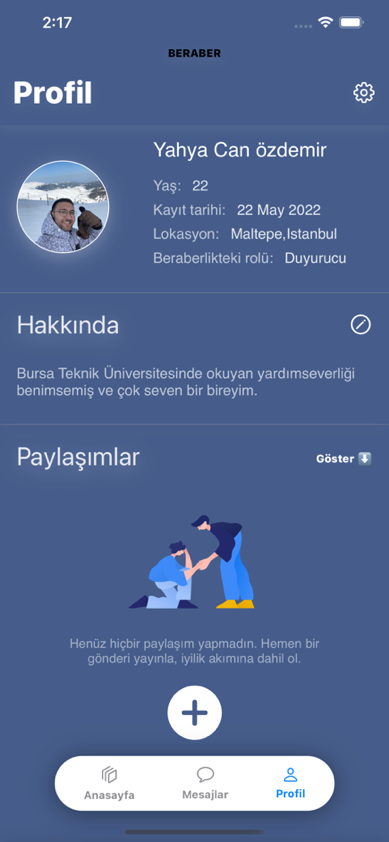 2:17
BERABER
Profil
Yahya Can özdemir
Yaş: 22
Kayıt tarihi: 22 May 2022
Lokasyon: Maltepe,Istanbul
Beraberlikteki rolü: Duyurucu
Hakkında
Bursa Teknik Üniversitesinde okuyan yardımseverliği
benimsemiş ve çok seven bir bireyim.
Paylaşımlar
Göster ⬇️
Henüz hiçbir paylaşım yapmadın. Hemen bir
gönderi yayınla, iyilik akımına dahil ol.
Anasayfa
Mesajlar
Profil